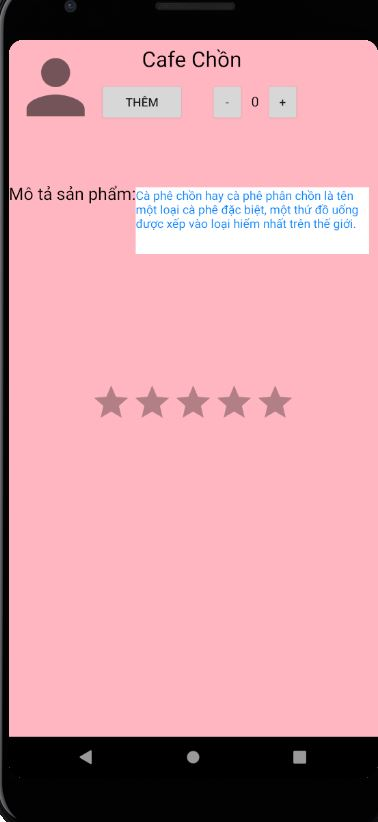 Cafe Chồn
THÊM - 0 +
Mô tả sản phẩm:
Cà phê chồn hay cà phê phân chồn là tên
một loại cà phê đặc biệt, một thứ đồ uống
được xếp vào loại hiếm nhất trên thế giới.